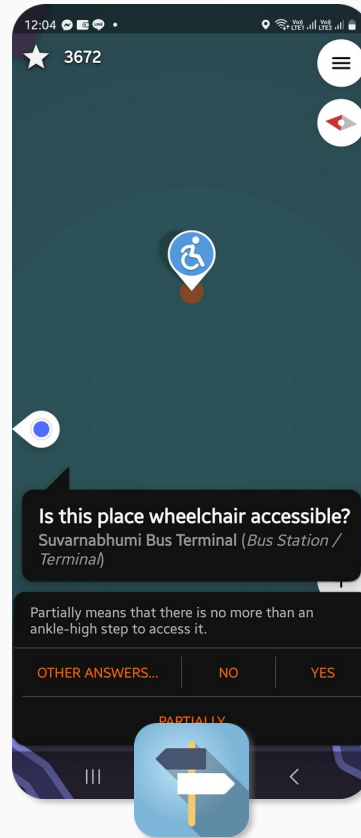 12:04
3672
Is this place wheelchair accessible?
Suvarnabhumi Bus Terminal (Bus Station /
Terminal)
Partially means that there is no more than an
ankle-high step to access it.
OTHER ANSWERS... NO YES
PARTIALLY